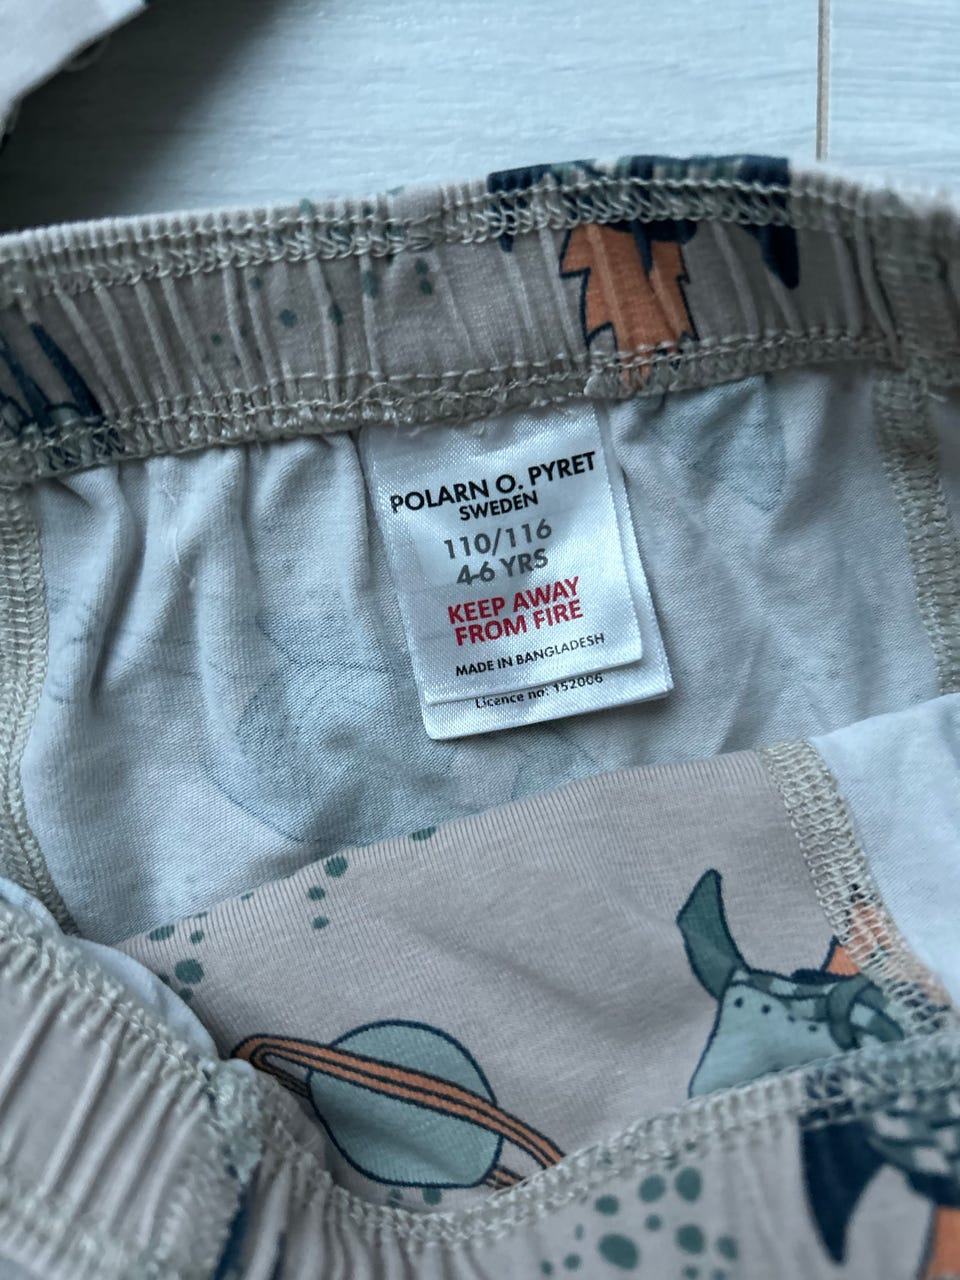 POLARN O. PYRET
SWEDEN
110/116
4-6 YRS
KEEP AWAY
FROM FIRE
MADE IN BANGLADESH
Licence no: 152006